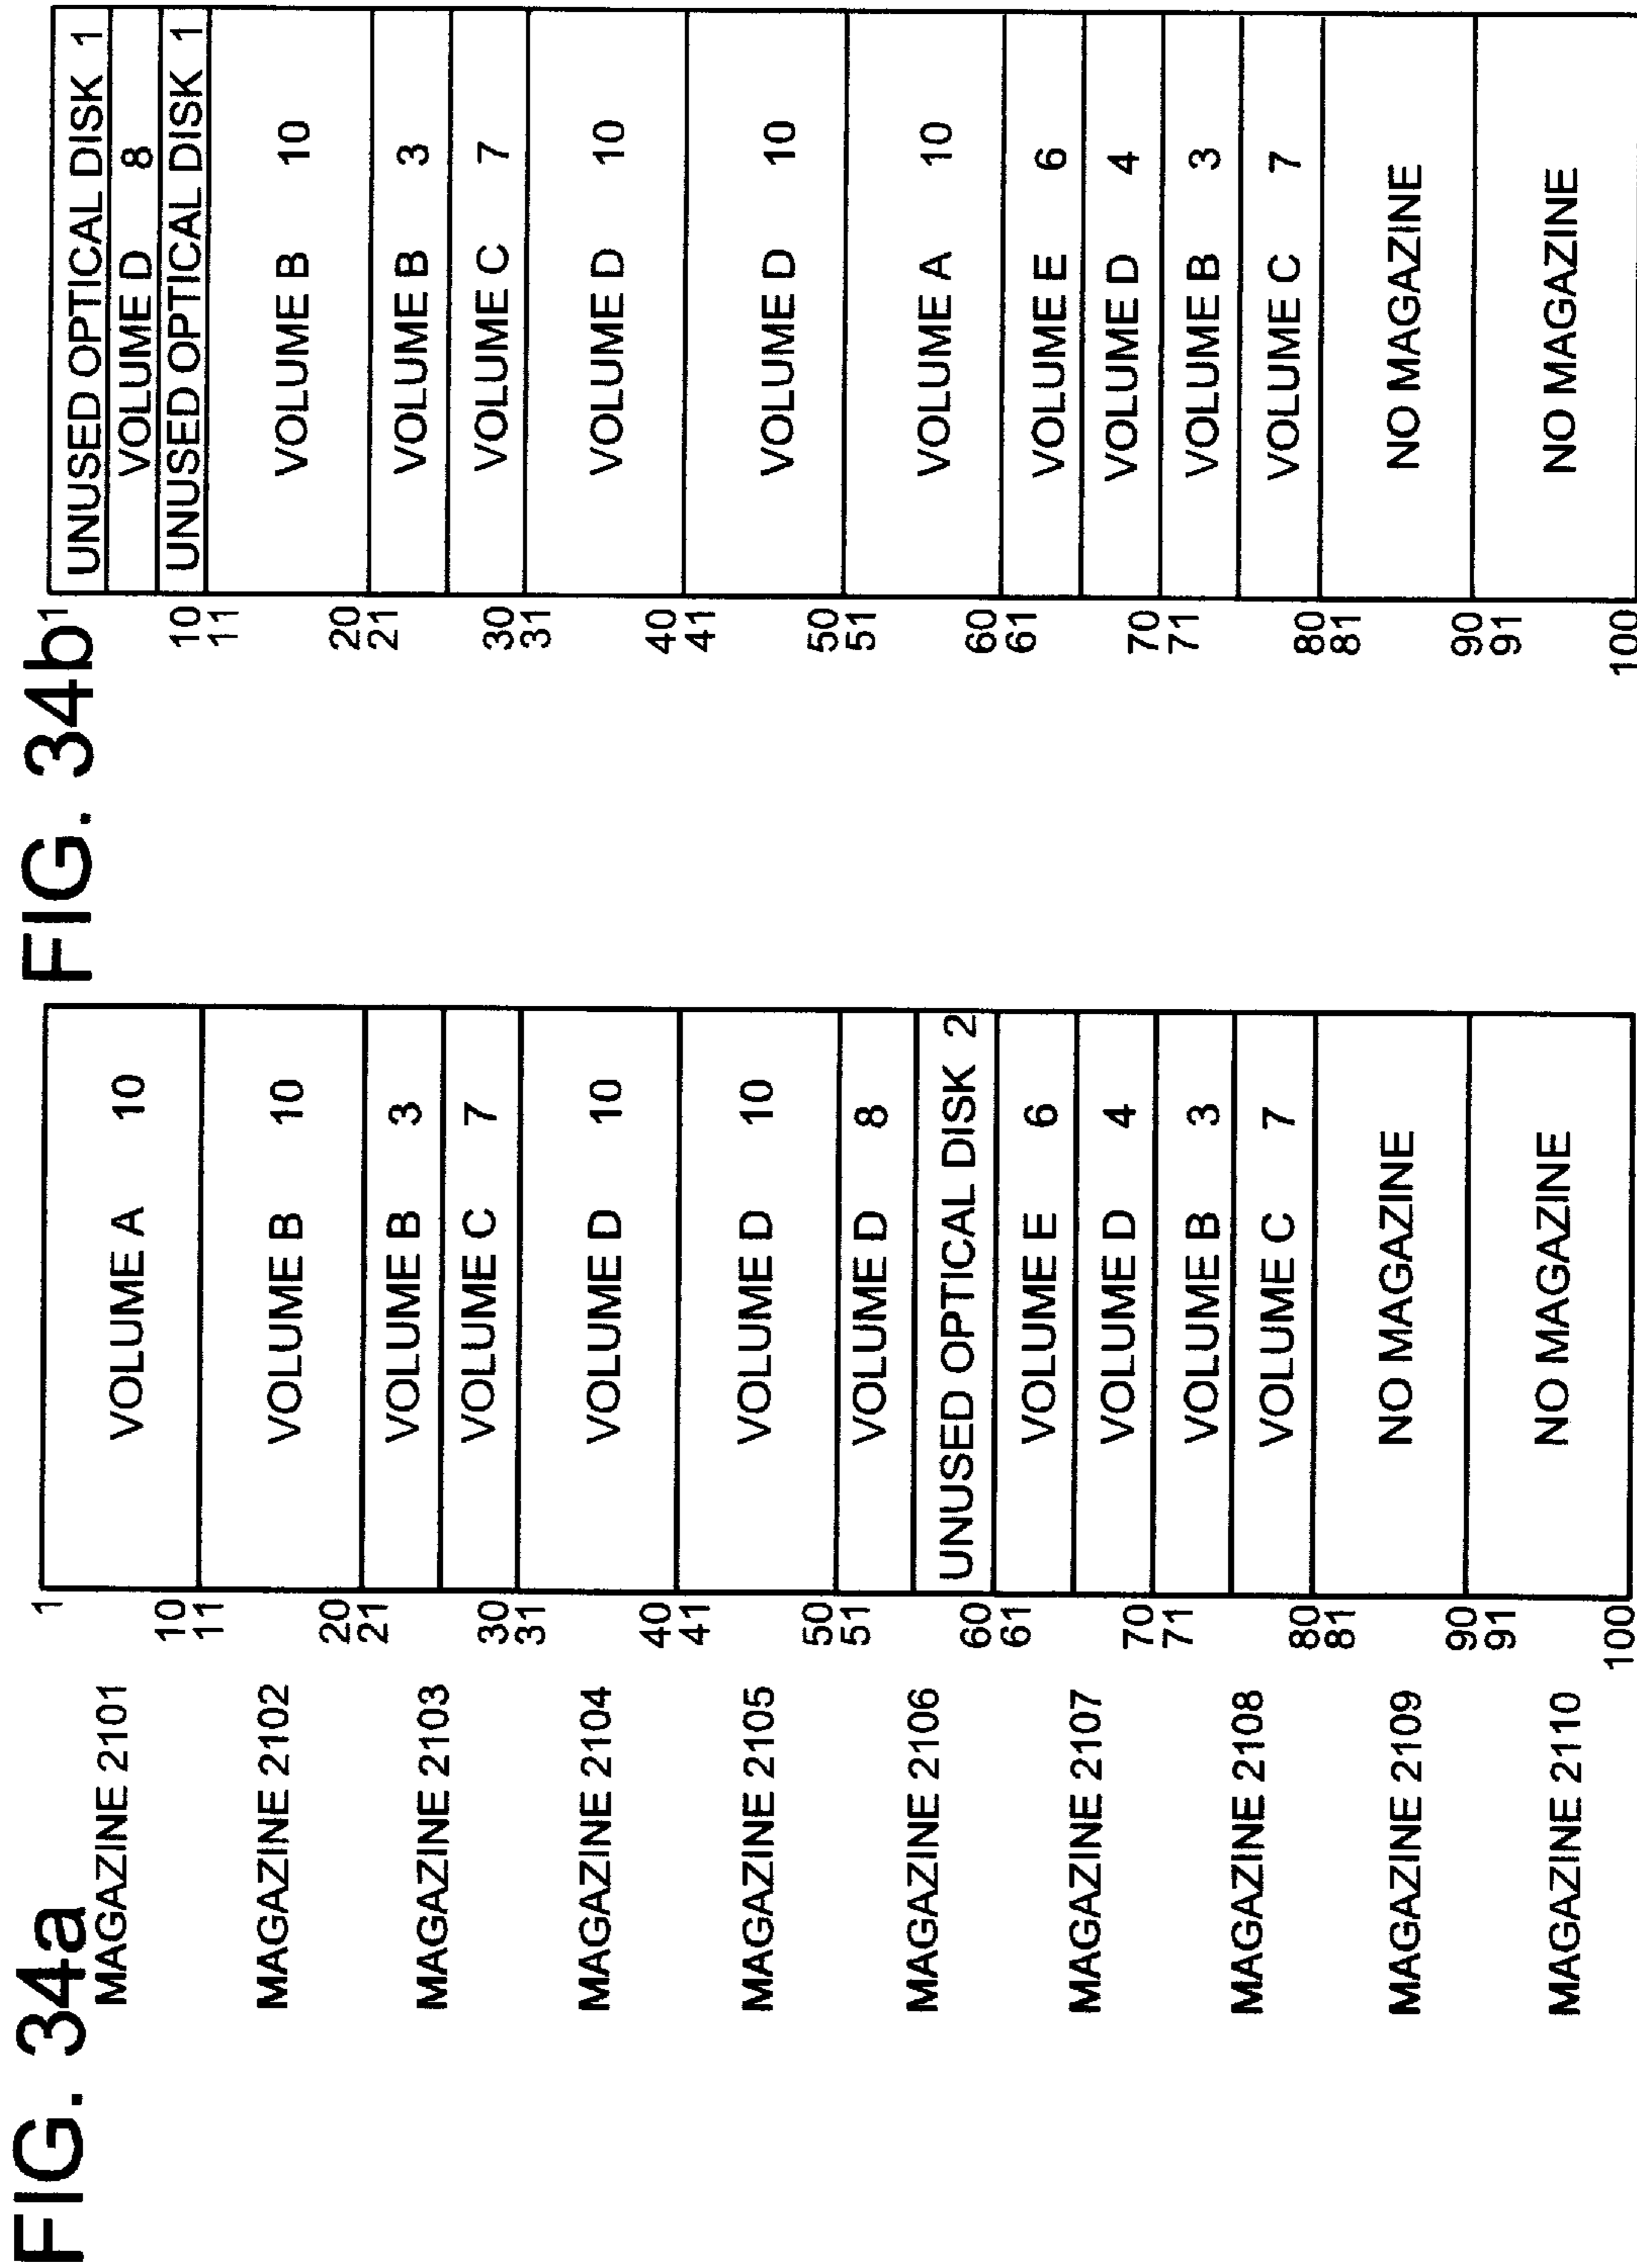 FIG. 34a
MAGAZINE 2101
MAGAZINE 2102
MAGAZINE 2103
MAGAZINE 2104
MAGAZINE 2105
MAGAZINE 2106
MAGAZINE 2107
MAGAZINE 2108
MAGAZINE 2109
MAGAZINE 2110
1
VOLUME A 10
10
11
VOLUME B 10
20
21
VOLUME B 3
VOLUME C 7
30
31
VOLUME D 10
40
41
VOLUME D 10
50
51
VOLUME D 8
UNUSED OPTICAL DISK 2
60
61
VOLUME E 6
VOLUME D 4
70
71
VOLUME B 3
VOLUME C 7
80
81
NO MAGAZINE
90
91
NO MAGAZINE
100
FIG. 34b
1
UNUSED OPTICAL DISK 1
VOLUME D 8
UNUSED OPTICAL DISK 1
10
11
VOLUME B 10
20
21
VOLUME B 3
VOLUME C 7
30
31
VOLUME D 10
40
41
VOLUME D 10
50
51
VOLUME A 10
60
61
VOLUME E 6
VOLUME D 4
70
71
VOLUME B 3
VOLUME C 7
80
81
NO MAGAZINE
90
91
NO MAGAZINE
100